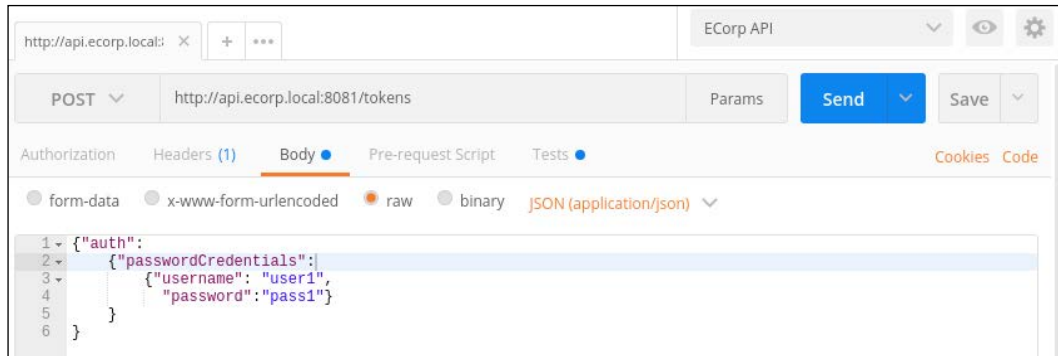 http://api.ecorp.local:8 × + •••
ECorp API
POST http://api.ecorp.local:8081/tokens Params Send Save
Authorization Headers (1) Body Pre-request Script Tests Cookies Code
form-data x-www-form-urlencoded raw binary JSON (application/json)
1 {"auth":
2 {"passwordCredentials":
3 {"username": "user1",
4 "password":"pass1"}
5 }
6 }